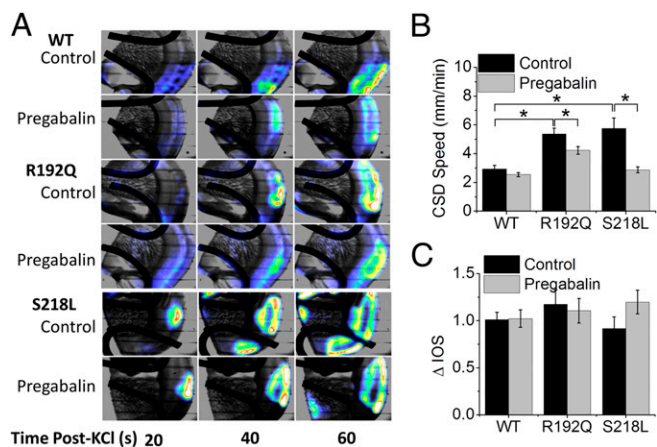 A
WT
Control
Pregabalin
R192Q
Control
Pregabalin
S218L
Control
Pregabalin
Time Post-KCl (s) 20 40 60
B
CSD Speed (mm/min)
10
8
6
4
2
0
Control
Pregabalin
* * * *
WT R192Q S218L
C
Δ IOS
1.5
1.0
0.5
0.0
Control
Pregabalin
WT R192Q S218L